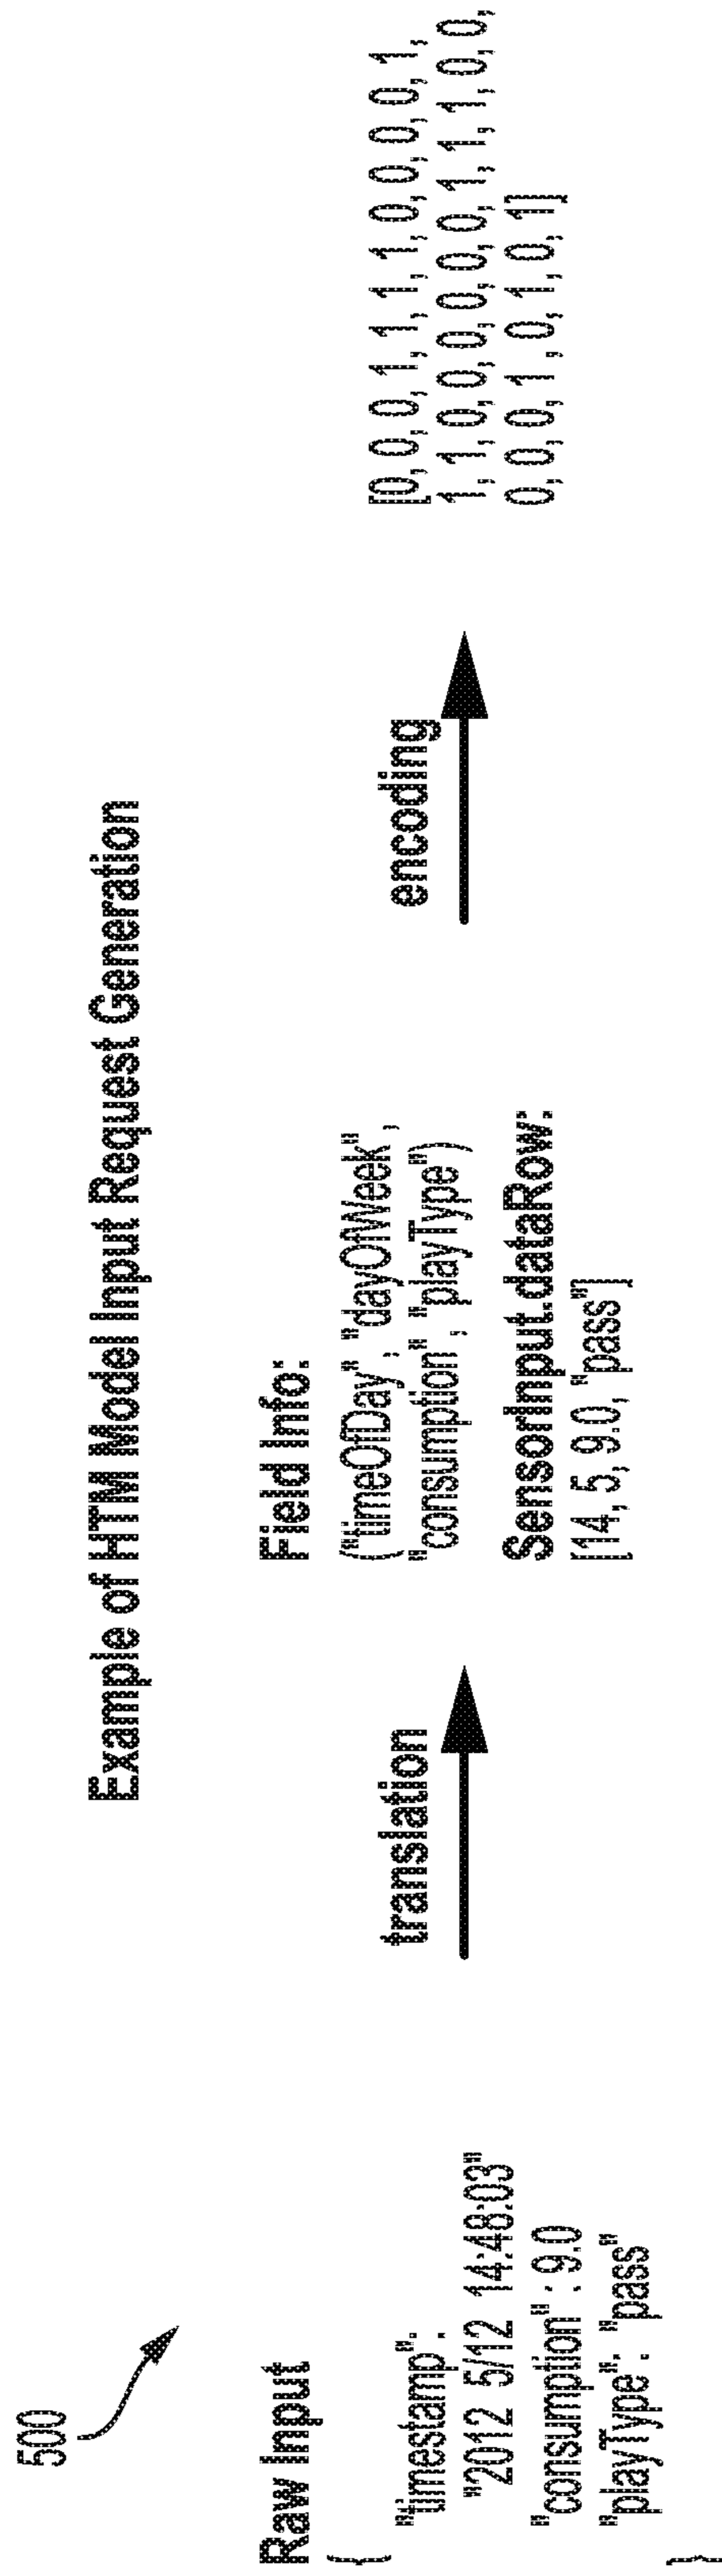 500
Example of HTM Model Input Request Generation
Raw Input
{
"timestamp":
"2012 5/12 14:48:03"
"consumption" : 9.0
"playType": "pass"
}
translation
Field Info:
("timeOfDay", "dayOfWeek",
"consumption", "playType")
SensorInput.dataRow:
[14, 5, 9.0, "pass"]
encoding
[0, 0, 0, 1, 1, 1, 1, 0, 0, 0, 0, 1,
1, 1, 0, 0, 0, 0, 0, 1, 1, 1, 0, 0,
0, 0, 0, 1, 0, 1, 0, 1]